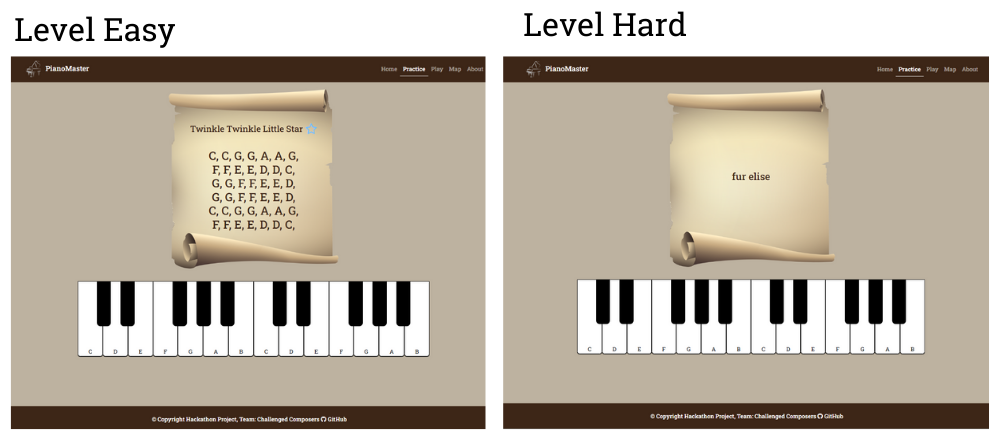 Level Easy
PianoMaster
Home Practice Play Map About
Twinkle Twinkle Little Star
C, C, G, G, A, A, G,
F, F, E, E, D, D, C,
G, G, F, F, E, E, D,
G, G, F, F, E, E, D,
C, C, G, G, A, A, G,
F, F, E, E, D, D, C,
C D E F G A B C D E F G A B
© Copyright Hackathon Project, Team: Challenged Composers GitHub
Level Hard
PianoMaster
Home Practice Play Map About
fur elise
C D E F G A B C D E F G A B
© Copyright Hackathon Project, Team: Challenged Composers GitHub